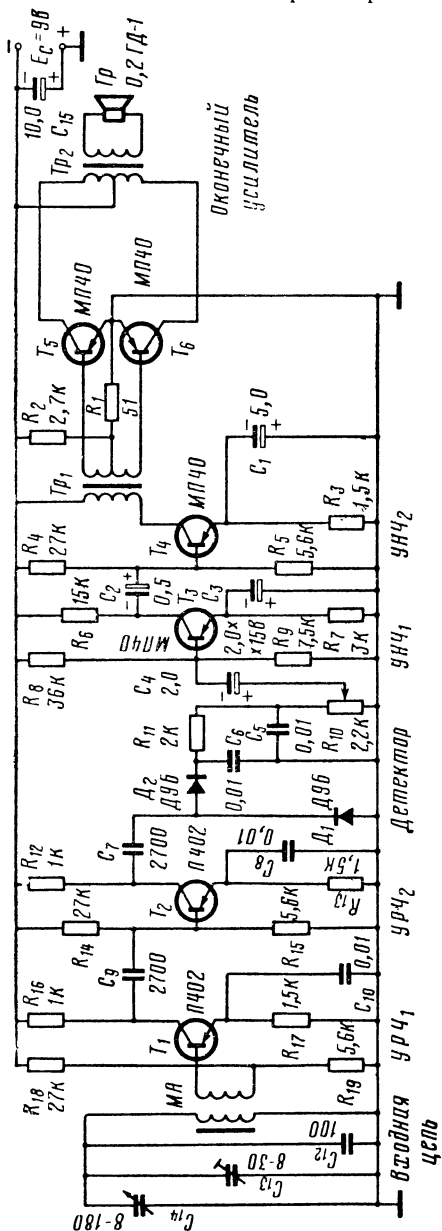 C14
8-180
C13
8-30
C12
100
Входная
цепь
МА
R18
27к
R16
1к
C9
2700
T1
П402
R17
1,5к
R19
5,6к
C10
0,01
УРЧ1
R14
27к
R12
1к
C7
2700
T2
П402
C8
0,01
R15
5,6к
R13
1,5к
УРЧ2
Д2
Д9Б
Д1
Д9Б
R11
2к
C6
0,01
C5
0,01
R10
2,2к
Детектор
R8
36к
R6
15к
C4
2,0
МП40
T3
C2
0,5
C3
2,0×
×15В
R9
7,5к
R7
3к
УНЧ1
R4
27к
Тр1
T4
МП40
R5
5,6к
C1
5,0
R3
1,5к
УНЧ2
R2
2,7к
R1
51
T5
МП40
T6
МП40
Тр2
Гр
0,2 ГД-1
Оконечный
усилитель
10,0
C15
Eс=9в